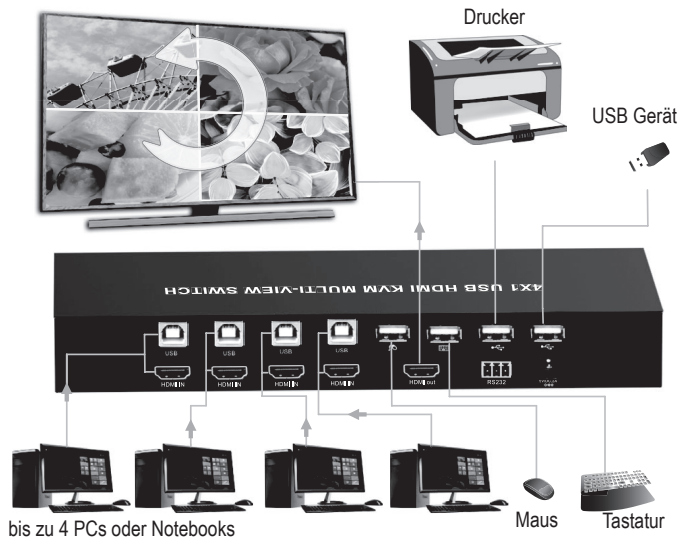 Drucker
USB Gerät
4X1 USB HDMI KVM MULTI-VIEW SWITCH
USB
USB
USB
USB
HDMI IN
HDMI IN
HDMI IN
HDMI IN
HDMI out
RS232
bis zu 4 PCs oder Notebooks
Maus
Tastatur